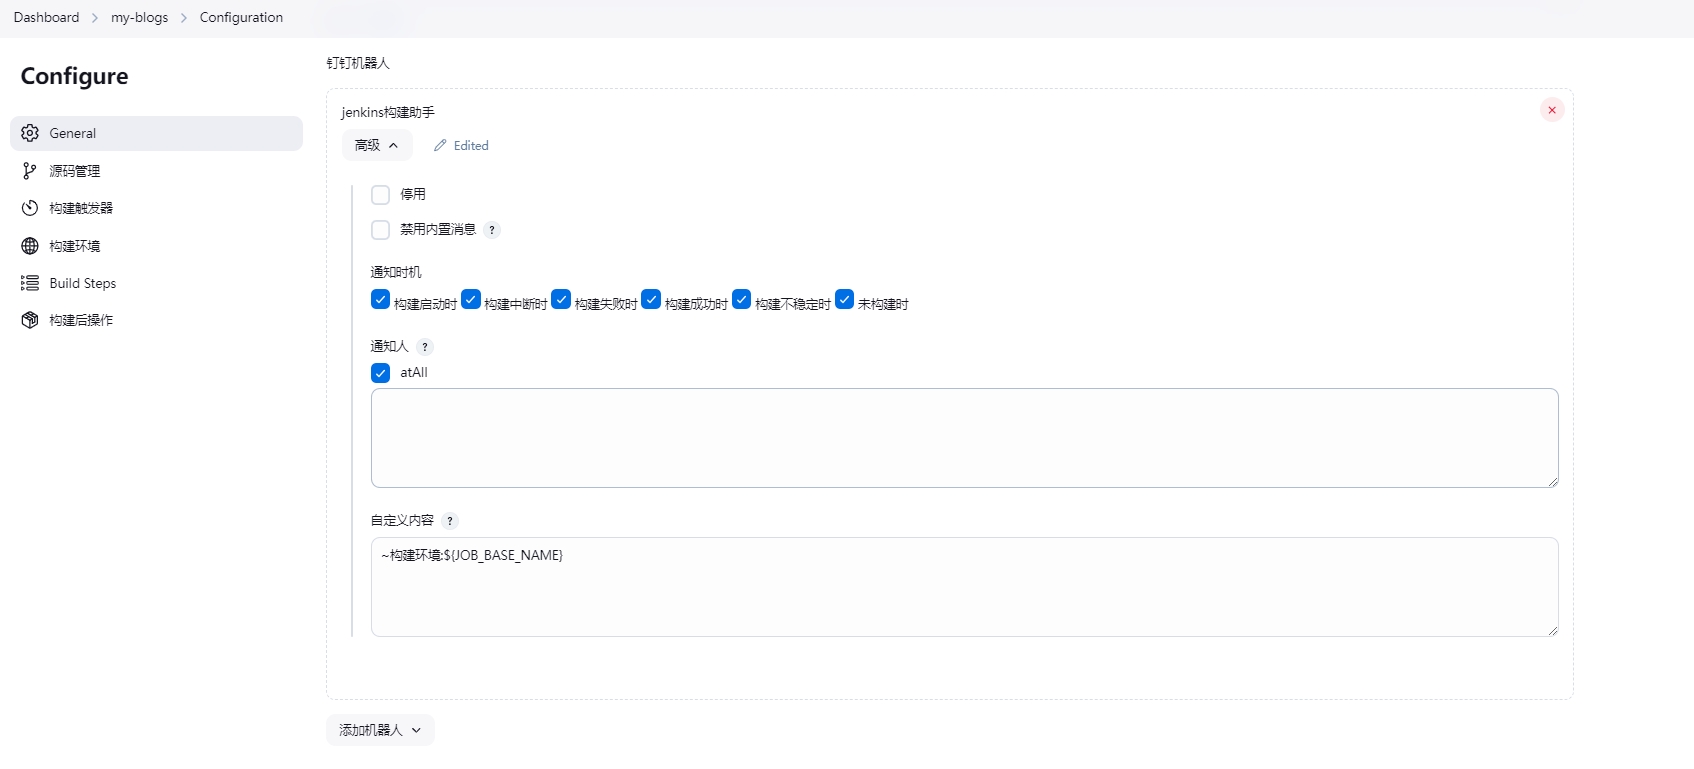 Dashboard > my-blogs > Configuration
Configure
General
源码管理
构建触发器
构建环境
Build Steps
构建后操作
钉钉机器人
jenkins构建助手
高级
Edited
停用
禁用内置消息 ?
通知时机
构建启动时 构建中断时 构建失败时 构建成功时 构建不稳定时 未构建时
通知人 ?
atAll
自定义内容 ?
~构建环境:${JOB_BASE_NAME}
添加机器人